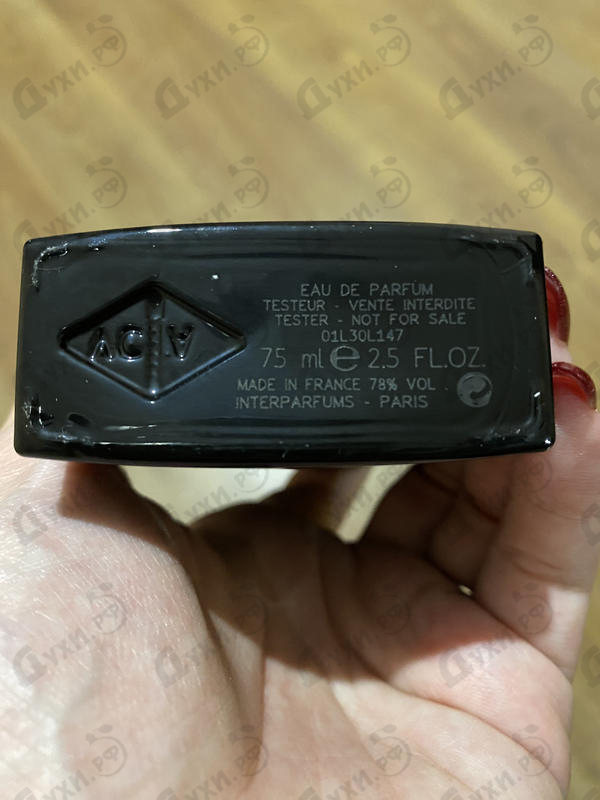 EAU DE PARFUM
TESTEUR - VENTE INTERDITE
TESTER - NOT FOR SALE
01L30L147
75 ml e 2.5 FL.OZ.
MADE IN FRANCE 78% VOL.
INTERPARFUMS - PARIS
Духи.рф